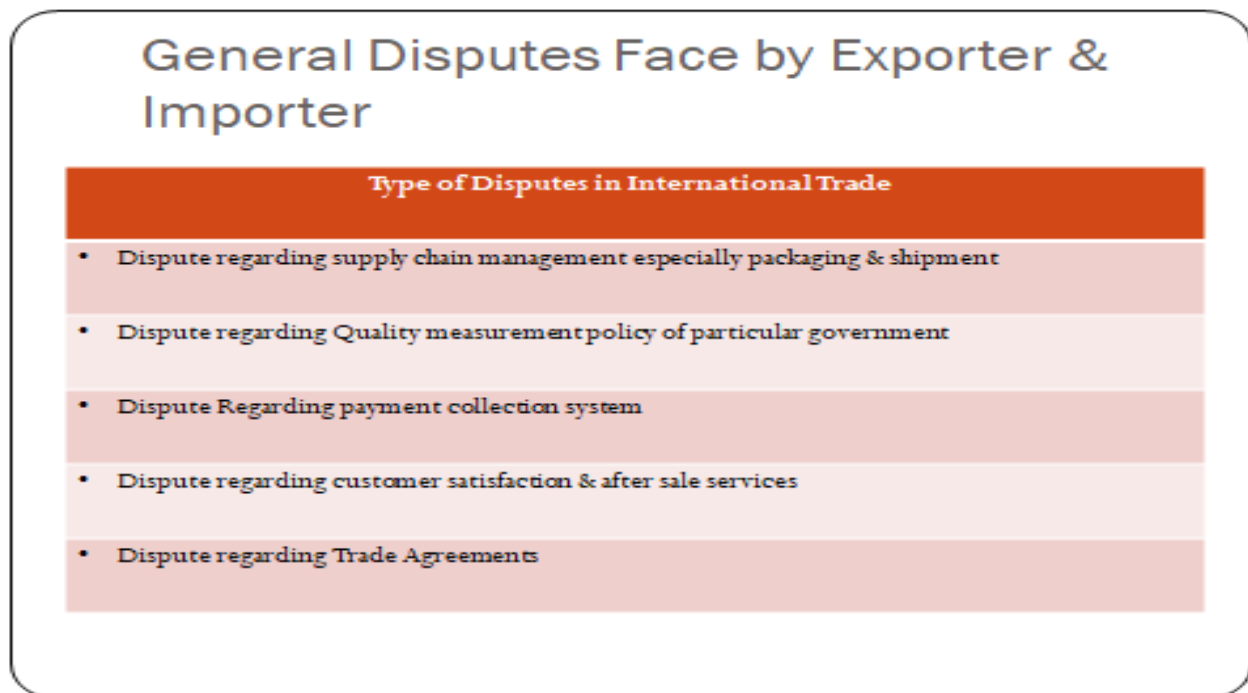 General Disputes Face by Exporter &
Importer
Type of Disputes in International Trade
• Dispute regarding supply chain management especially packaging & shipment
• Dispute regarding Quality measurement policy of particular government
• Dispute Regarding payment collection system
• Dispute regarding customer satisfaction & after sale services
• Dispute regarding Trade Agreements